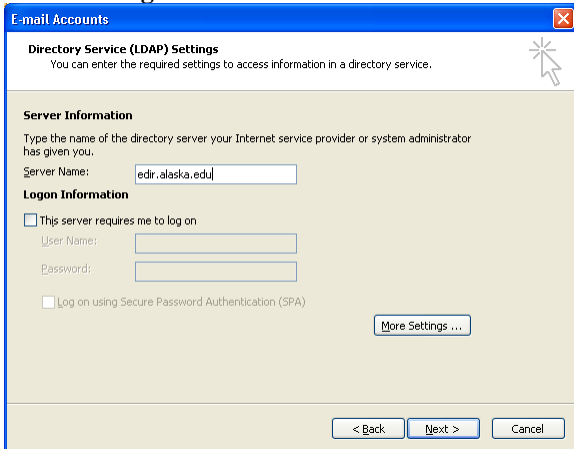 E-mail Accounts
Directory Service (LDAP) Settings
You can enter the required settings to access information in a directory service.
Server Information
Type the name of the directory server your Internet service provider or system administrator
has given you.
Server Name: edir.alaska.edu
Logon Information
This server requires me to log on
User Name:
Password:
Log on using Secure Password Authentication (SPA)
More Settings ...
< Back Next > Cancel